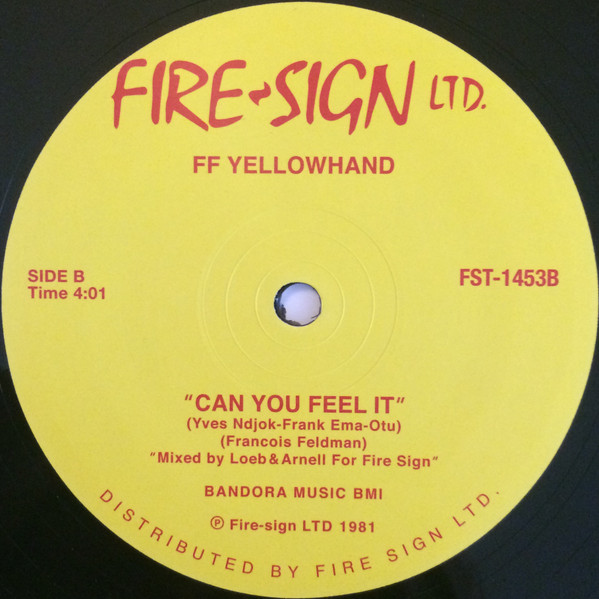 FIRE~SIGN LTD.
FF YELLOWHAND
SIDE B
Time 4:01
FST-1453B
"CAN YOU FEEL IT"
(Yves Ndjok-Frank Ema-Otu)
(Francois Feldman)
"Mixed by Loeb & Arnell For Fire Sign"
BANDORA MUSIC BMI
℗ Fire-sign LTD 1981
DISTRIBUTED BY FIRE SIGN LTD.